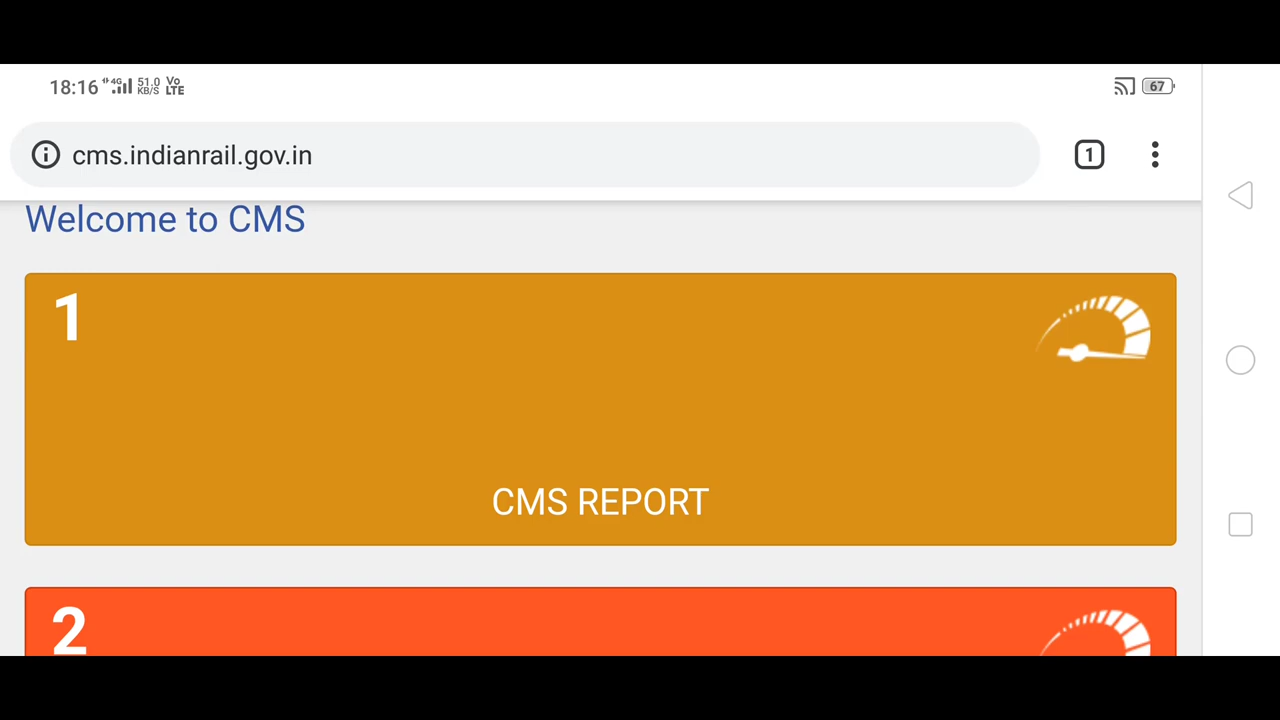 18:16 4G 51.0 KB/S Vo LTE 67
cms.indianrail.gov.in 1
Welcome to CMS
1
CMS REPORT
2